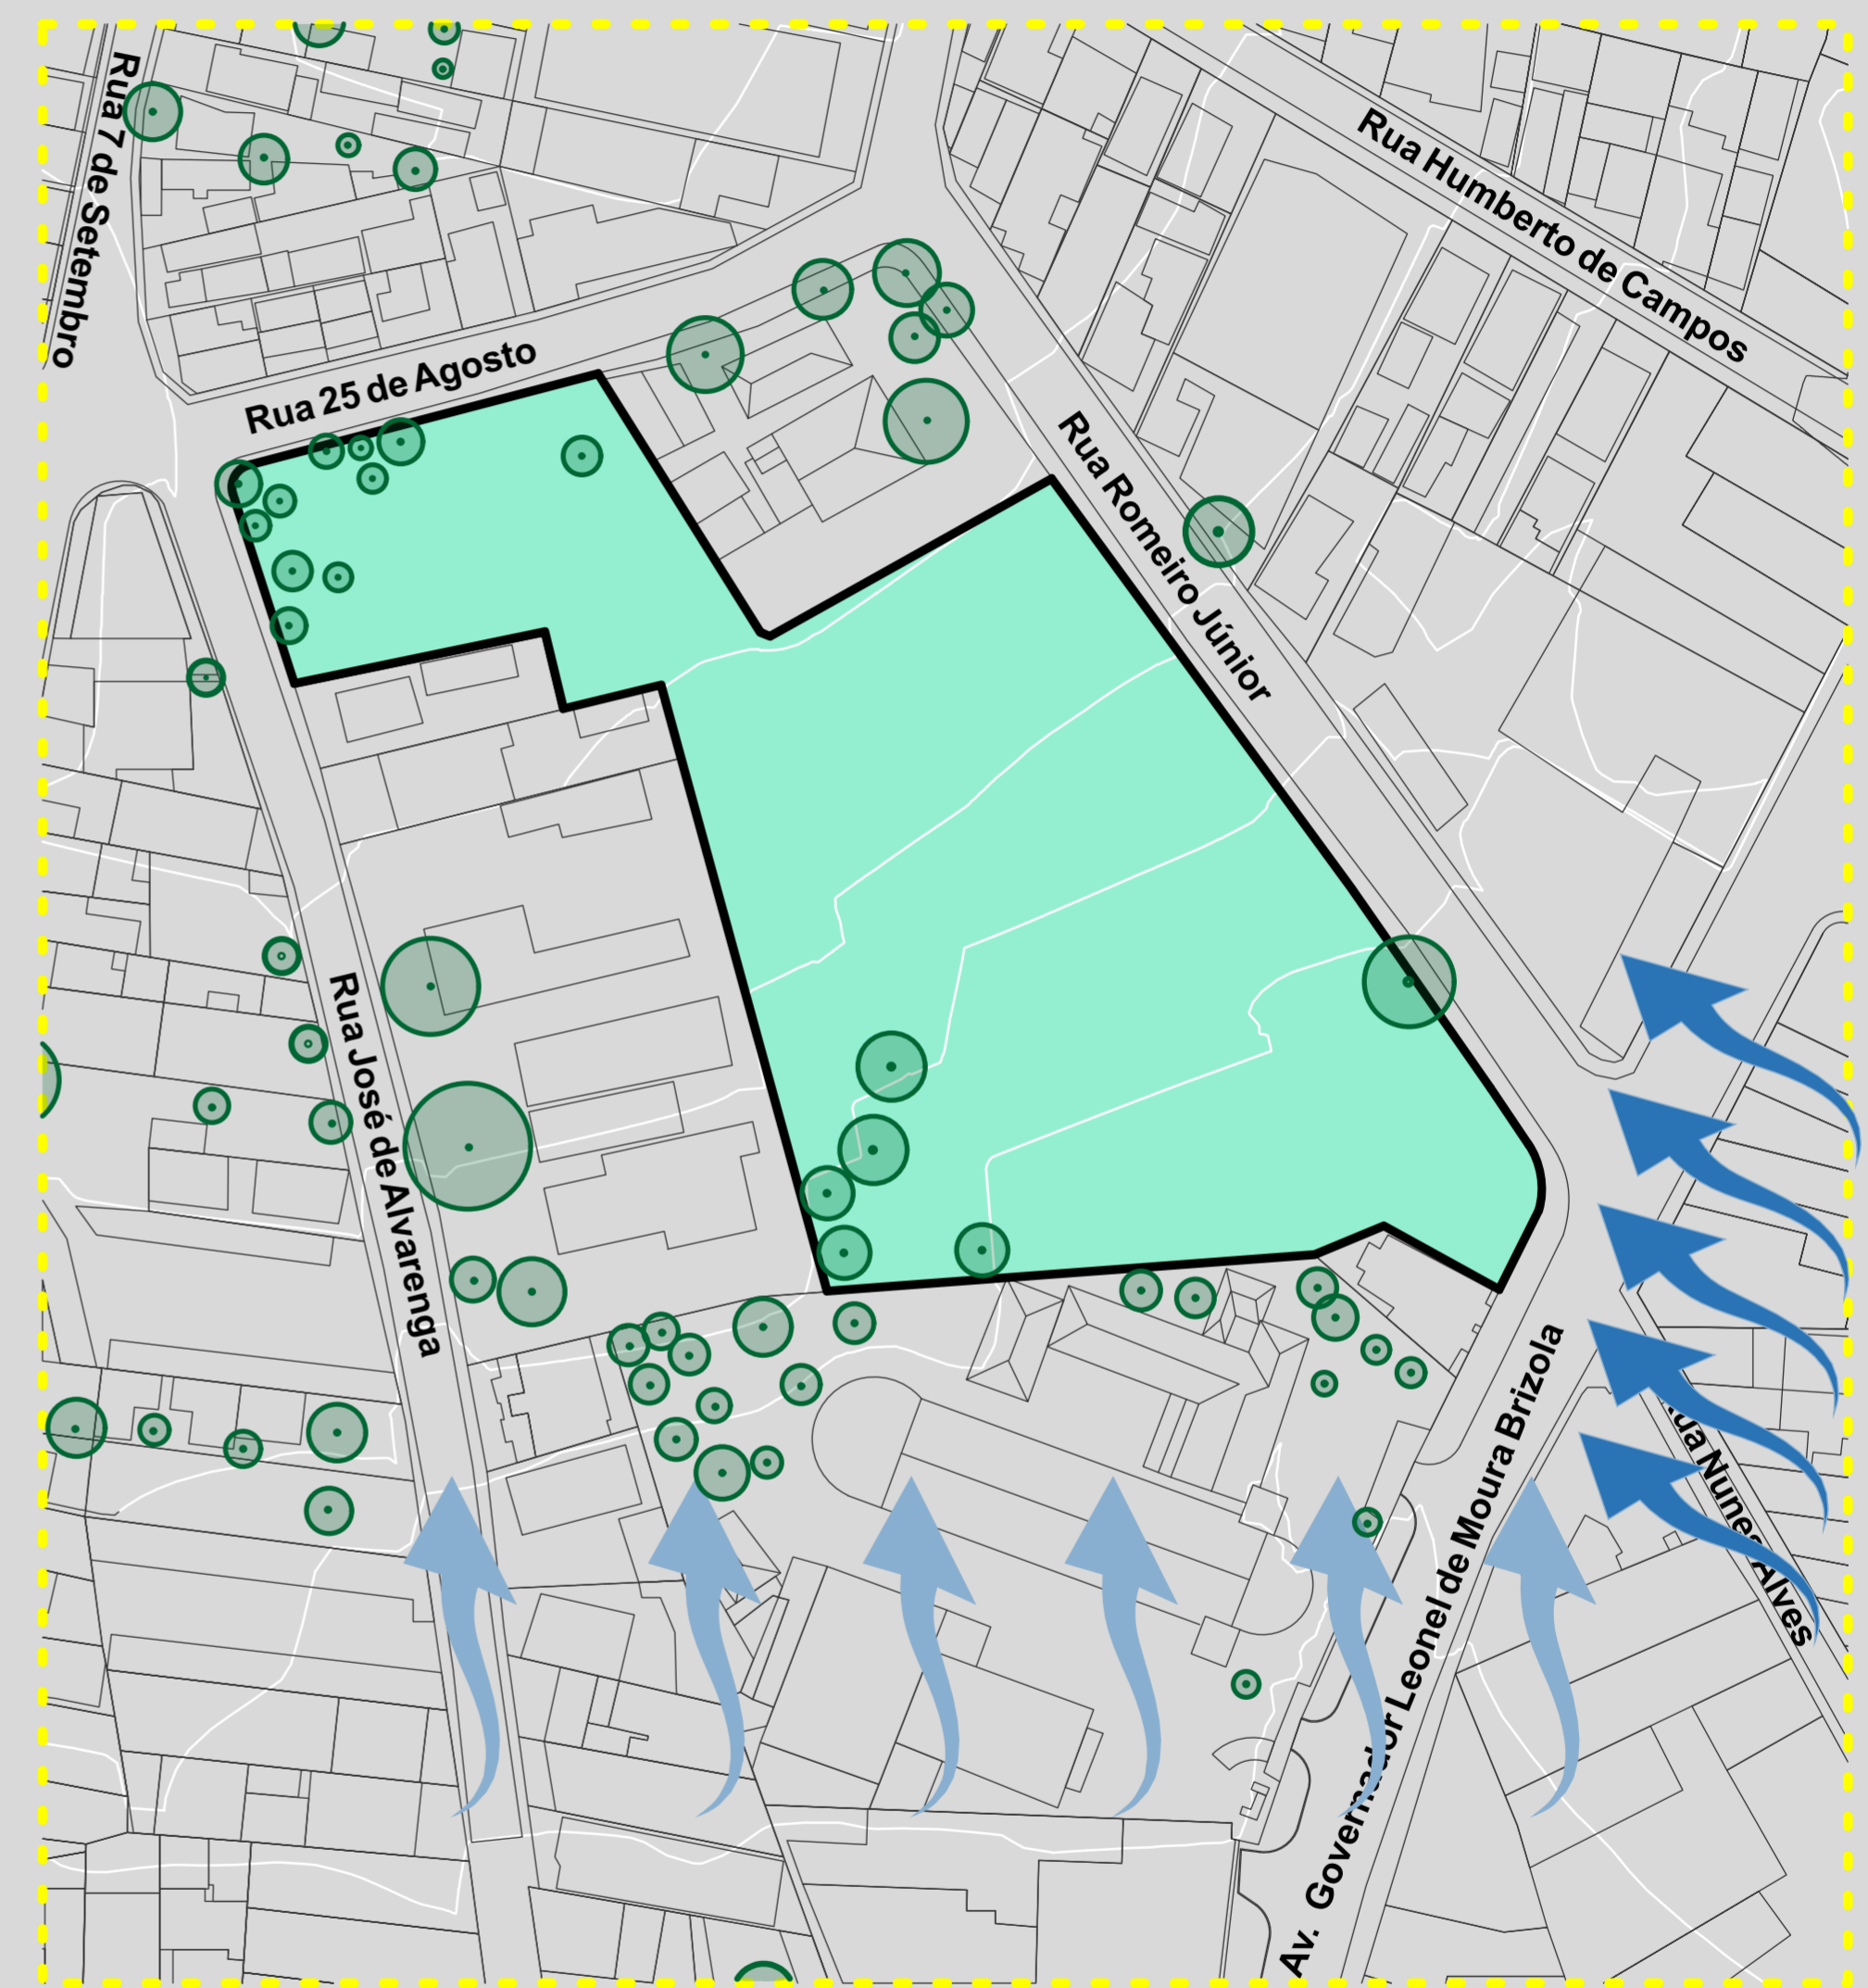 Rua 7 de Setembro
Rua Humberto de Campos
Rua 25 de Agosto
Rua Romeiro Júnior
Rua José de Alvarenga
Av. Governador Leonel de Moura Brizola
Rua Nunes Alves